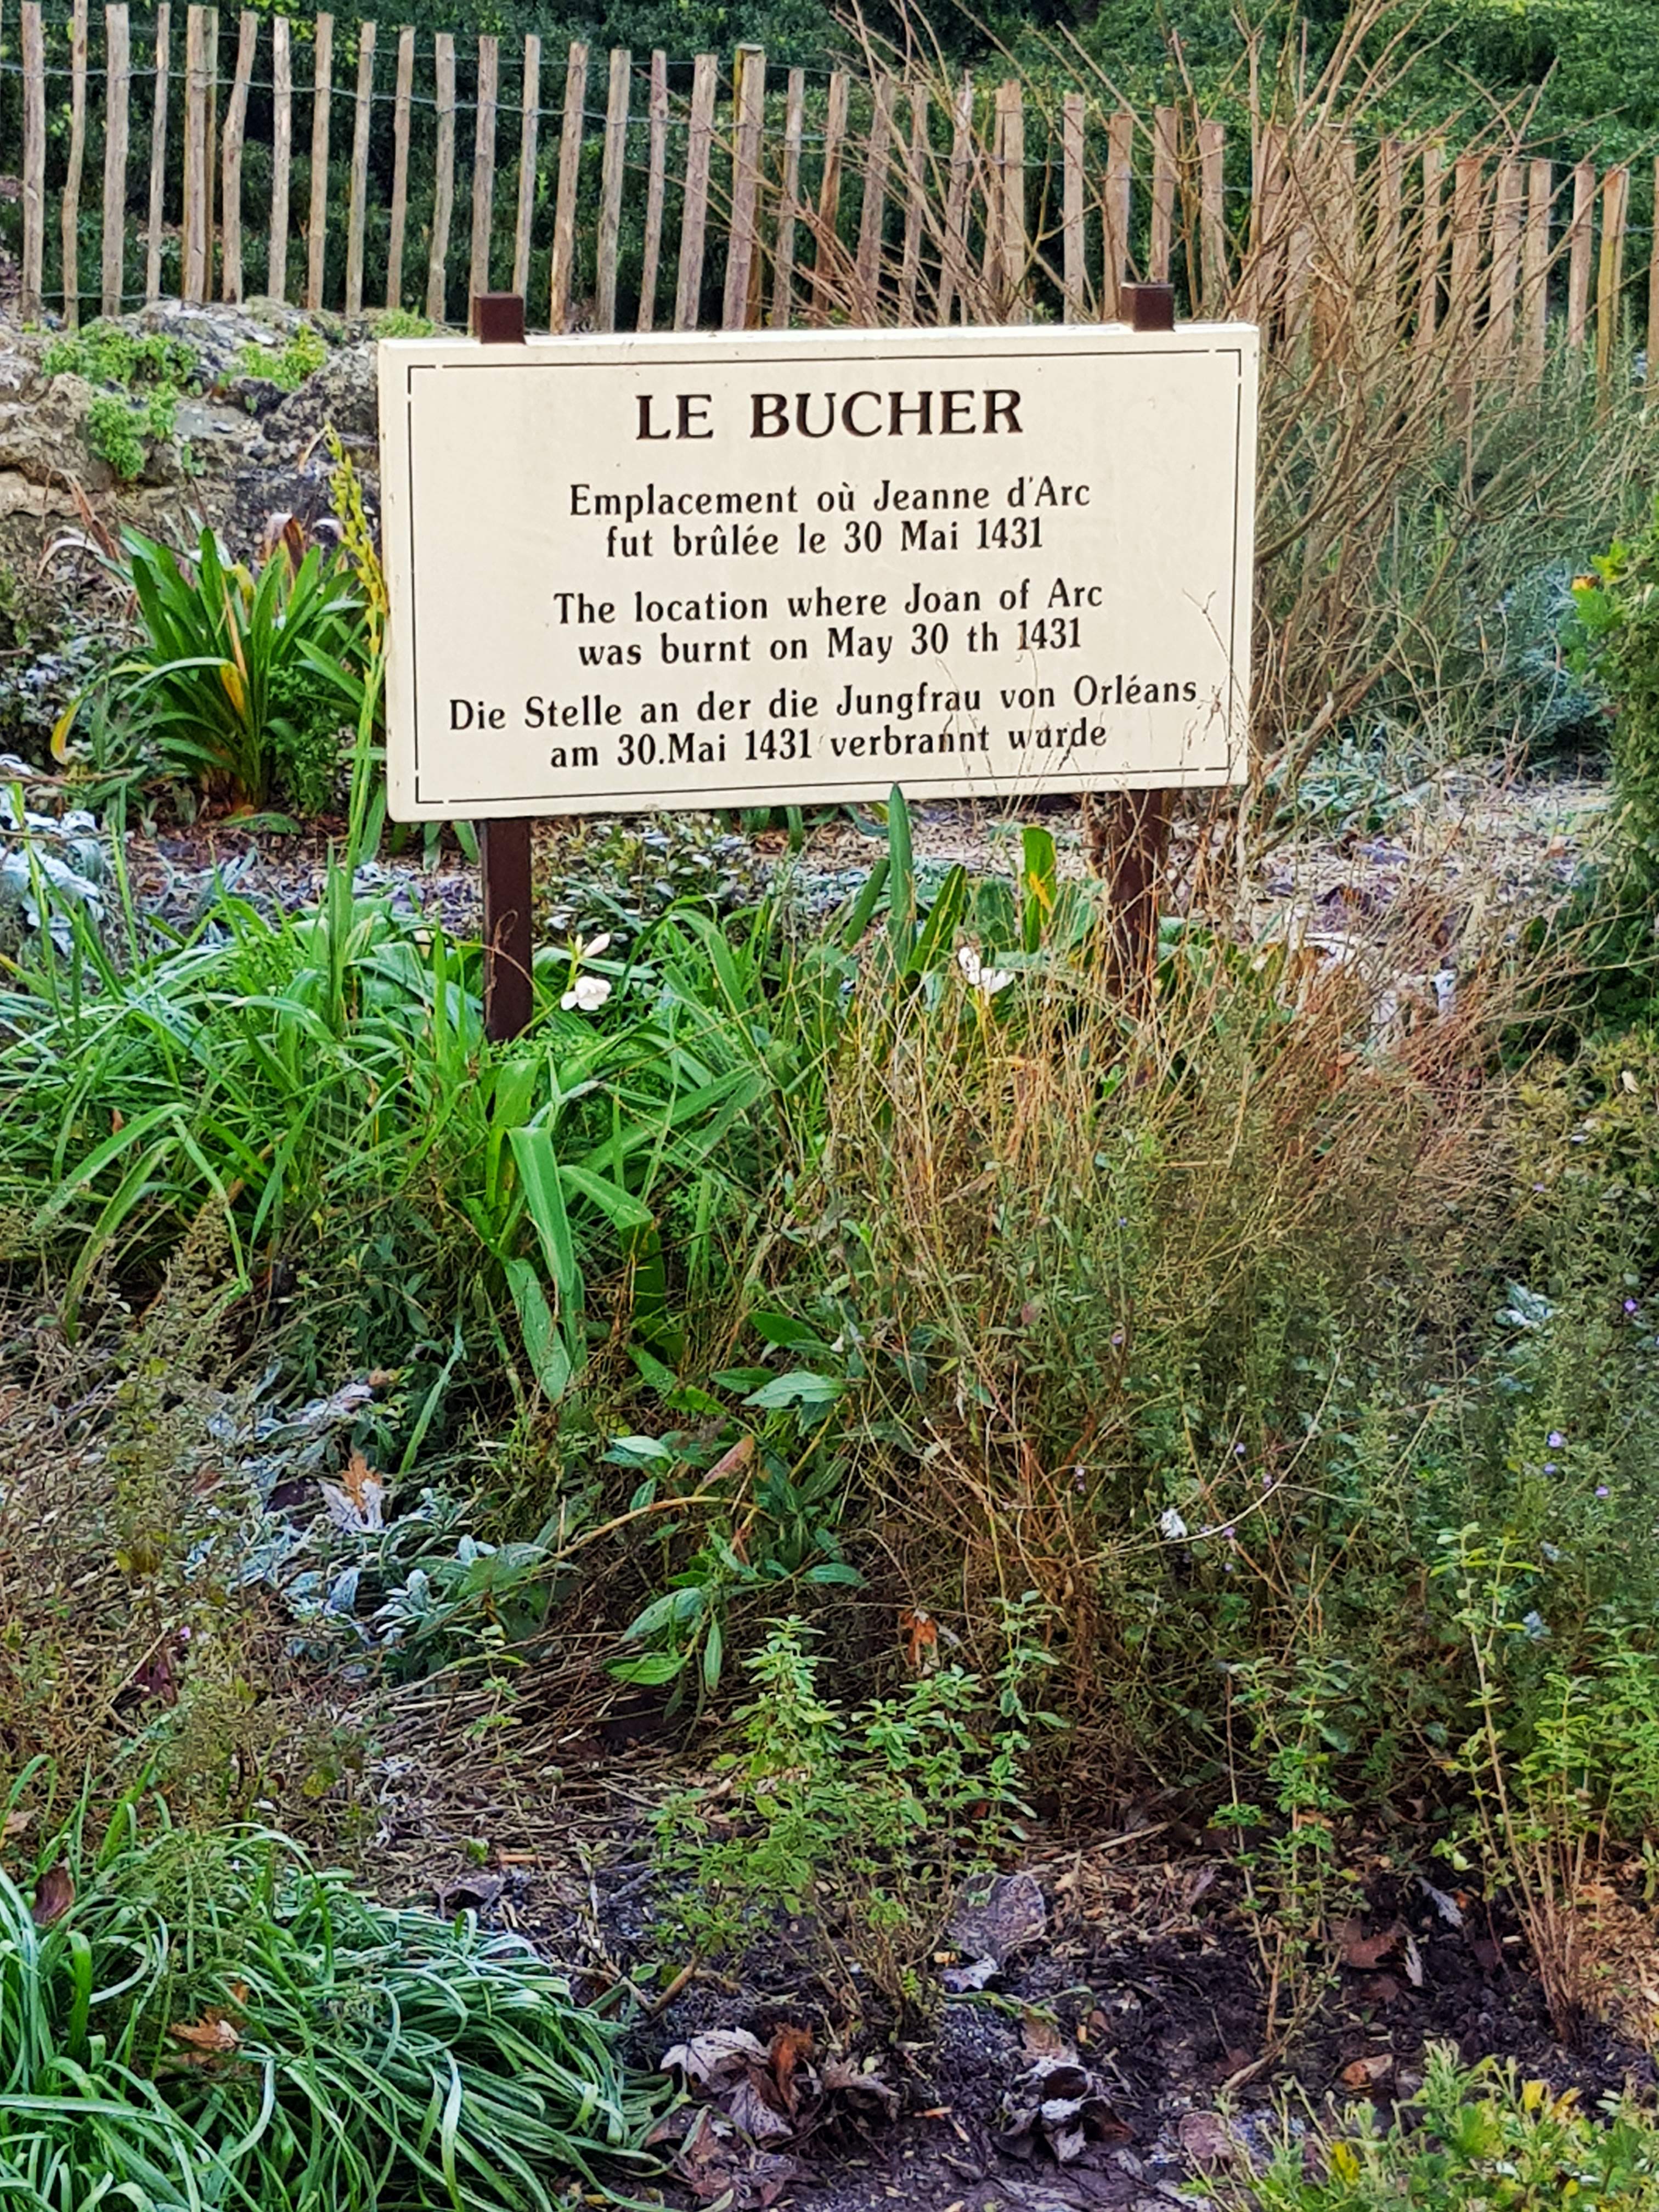 LE BUCHER
Emplacement où Jeanne d'Arc
fut brûlée le 30 Mai 1431
The location where Joan of Arc
was burnt on May 30 th 1431
Die Stelle an der die Jungfrau von Orléans
am 30.Mai 1431 verbrannt wurde